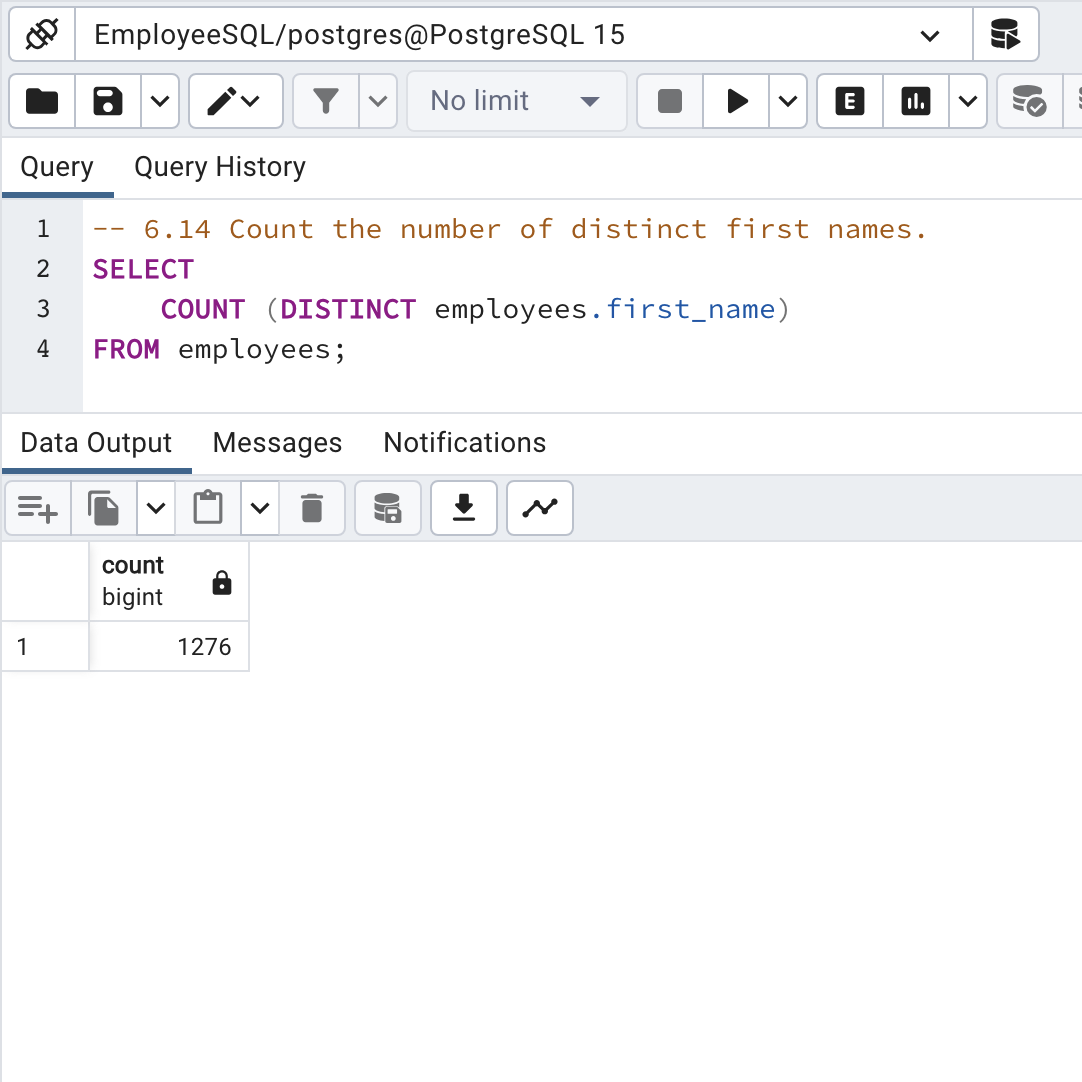 EmployeeSQL/postgres@PostgreSQL 15
No limit
E
Query Query History
1 -- 6.14 Count the number of distinct first names.
2 SELECT
3 COUNT (DISTINCT employees.first_name)
4 FROM employees;
Data Output Messages Notifications
count
bigint
1 1276